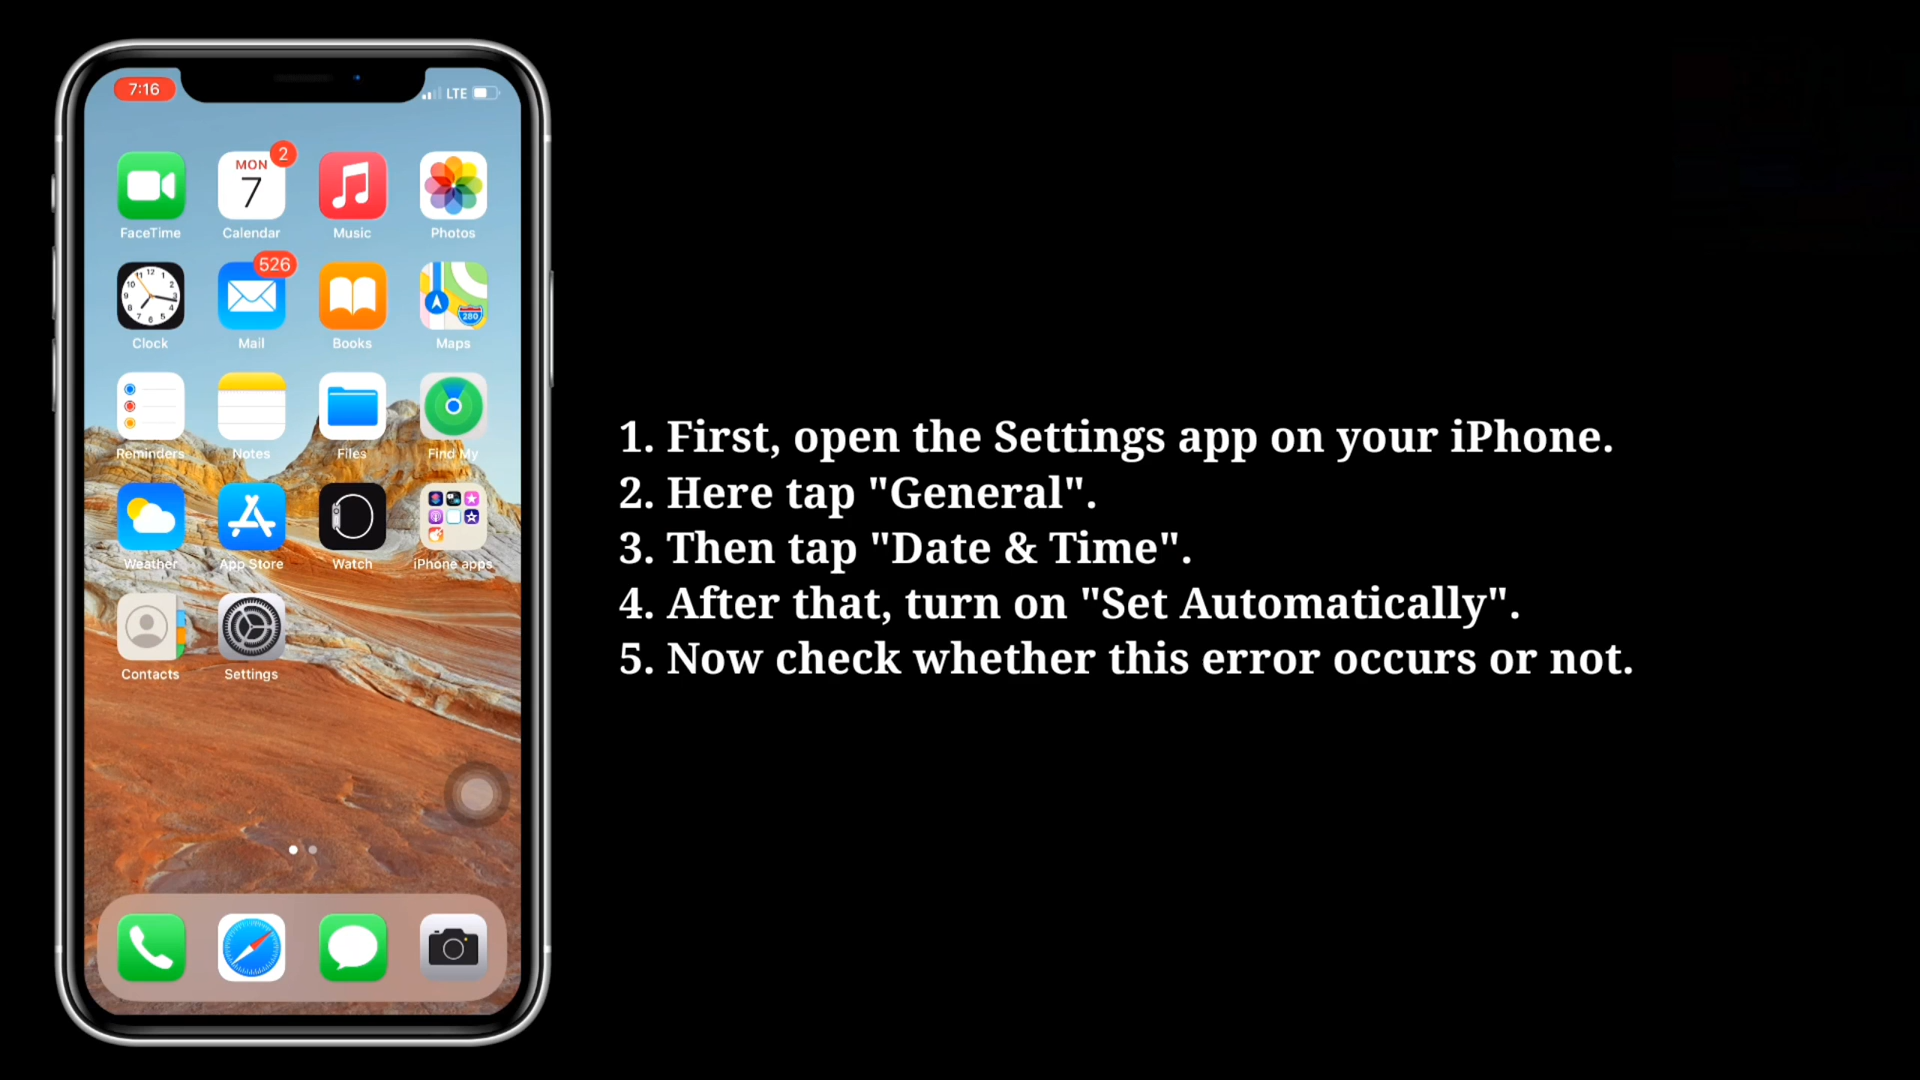 7:16
LTE
2
MON
7
FaceTime
Calendar
Music
Photos
526
280
Clock
Mail
Books
Maps
Reminders
Notes
Files
Find My
Weather
App Store
Watch
iPhone apps
Contacts
Settings
1. First, open the Settings app on your iPhone.
2. Here tap "General".
3. Then tap "Date & Time".
4. After that, turn on "Set Automatically".
5. Now check whether this error occurs or not.